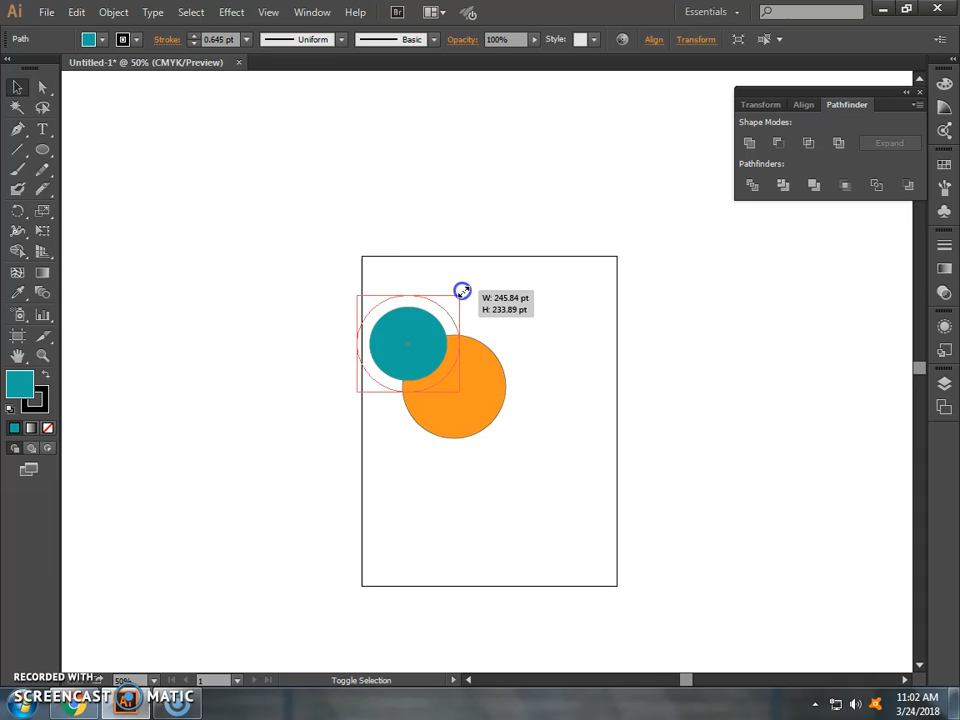 Ai File Edit Object Type Select Effect View Window Help Br Essentials
Path Stroke: 0.645 pt Uniform Basic Opacity: 100% Style: Align Transform
Untitled-1* @ 50% (CMYK/Preview) ×
Transform Align Pathfinder
Shape Modes:
Expand
Pathfinders:
W: 245.84 pt
H: 233.89 pt
T
50% 1 Toggle Selection
RECORDED WITH
SCREENCAST MATIC
Ai
11:02 AM
3/24/2018